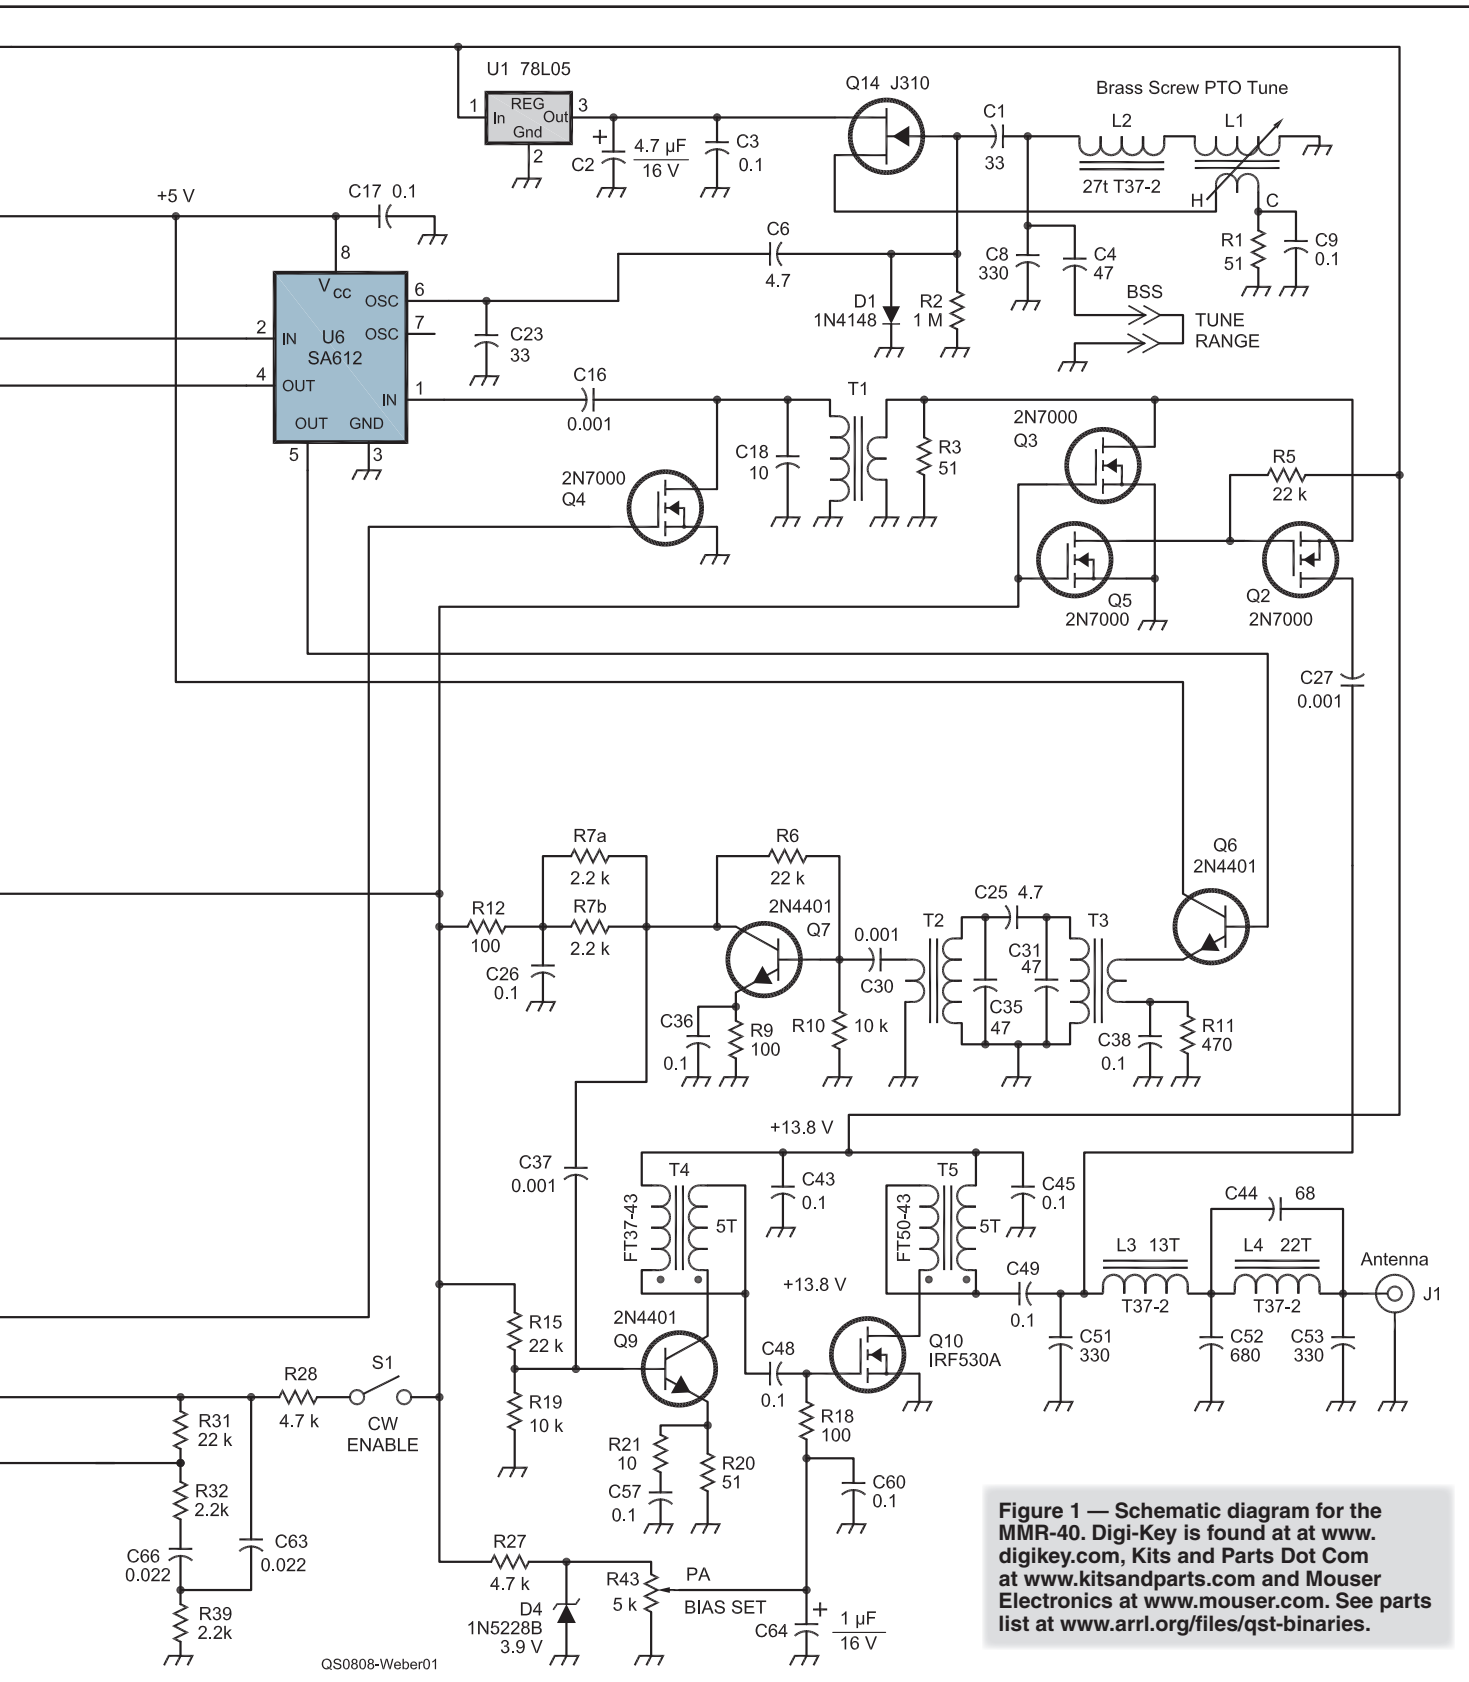 U1 78L05
1
REG
In
Out
Gnd
3
2
+
C2
4.7 µF
16 V
C3
0.1
Q14 J310
C1
33
Brass Screw PTO Tune
L2
L1
27t T37-2
H
C
R1
51
C9
0.1
+5 V
C17 0.1
8
VCC
OSC
6
OSC
7
2
IN
U6
SA612
4
OUT
IN
1
OUT
GND
5
3
C23
33
C6
4.7
D1
1N4148
R2
1 M
C8
330
C4
47
BSS
TUNE
RANGE
C16
0.001
T1
C18
10
R3
51
2N7000
Q4
2N7000
Q3
R5
22 k
Q5
2N7000
Q2
2N7000
C27
0.001
R7a
2.2 k
R7b
2.2 k
R12
100
C26
0.1
R6
22 k
2N4401
Q7
C36
0.1
R9
100
R10
10 k
0.001
C30
T2
C25 4.7
C31
47
C35
47
T3
Q6
2N4401
C38
0.1
R11
470
+13.8 V
C37
0.001
FT37-43
T4
5T
C43
0.1
FT50-43
T5
5T
C45
0.1
+13.8 V
C49
0.1
C44
68
L3 13T
T37-2
L4 22T
T37-2
Antenna
J1
C51
330
C52
680
C53
330
R15
22 k
R19
10 k
2N4401
Q9
C48
0.1
Q10
IRF530A
R18
100
C60
0.1
R21
10
C57
0.1
R20
51
R28
4.7 k
S1
CW
ENABLE
R31
22 k
R32
2.2k
C66
0.022
C63
0.022
R39
2.2k
R27
4.7 k
D4
1N5228B
3.9 V
R43
5 k
PA
BIAS SET
C64
+
1 µF
16 V
QS0808-Weber01
Figure 1 — Schematic diagram for the
MMR-40. Digi-Key is found at at www.
digikey.com, Kits and Parts Dot Com
at www.kitsandparts.com and Mouser
Electronics at www.mouser.com. See parts
list at www.arrl.org/files/qst-binaries.